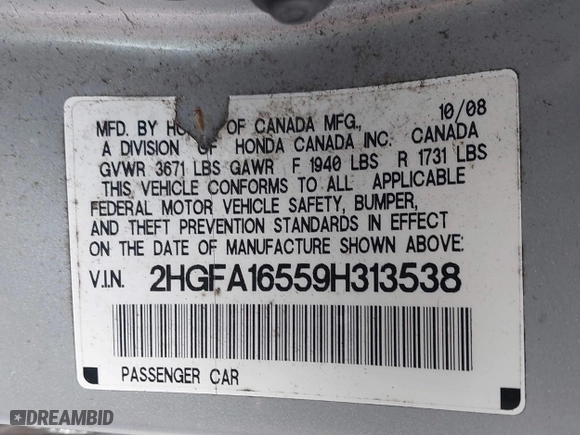 10/08
MFD. BY OF CANADA MFG.,
A DIVISION OF HONDA CANADA INC. CANADA
GVWR 3671 LBS GAWR F 1940 LBS R 1731 LBS
THIS VEHICLE CONFORMS TO ALL APPLICABLE
FEDERAL MOTOR VEHICLE SAFETY, BUMPER,
AND THEFT PREVENTION STANDARDS IN EFFECT
ON THE DATE OF MANUFACTURE SHOWN ABOVE:
V.I.N. 2HGFA16559H313538
PASSENGER CAR
DREAMBID